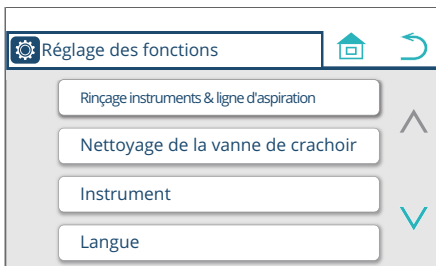 Réglage des fonctions
Rinçage instruments & ligne d'aspiration
Nettoyage de la vanne de crachoir
Instrument
Langue